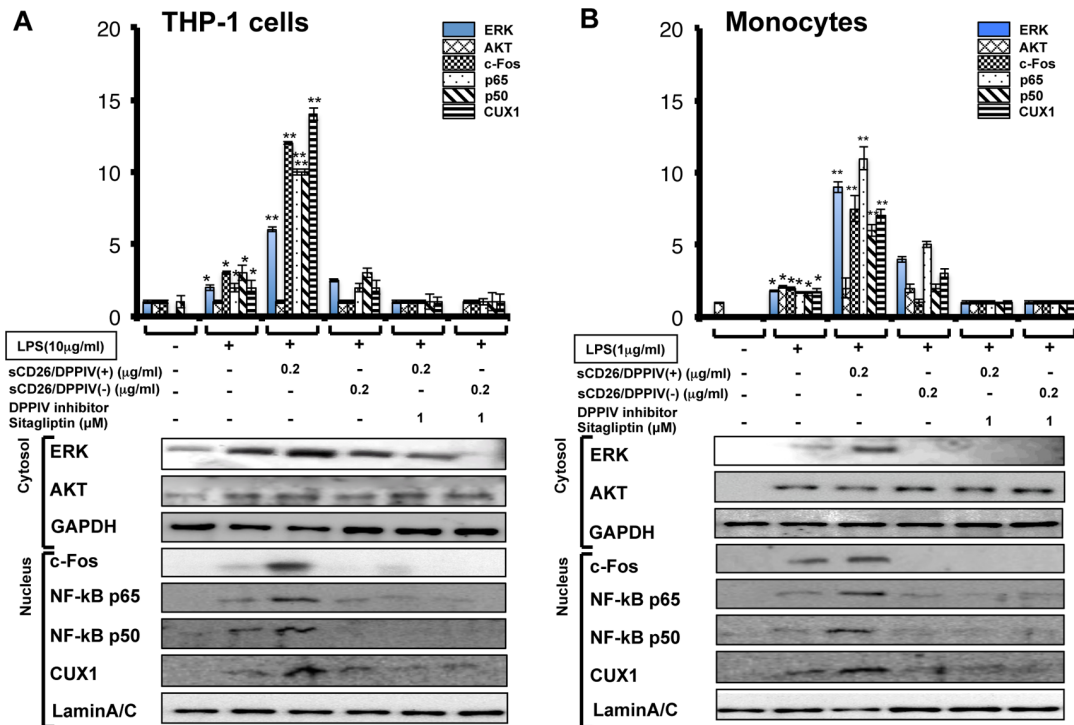 A
THP-1 cells
20
15
10
5
0
ERK
AKT
c-Fos
p65
p50
CUX1
*
*
*
*
*
**
**
**
**
**
LPS(10µg/ml)
- + + + + +
sCD26/DPPIV(+) (µg/ml)
- - 0.2 - 0.2 -
sCD26/DPPIV(-) (µg/ml)
- - - 0.2 - 0.2
DPPIV inhibitor
Sitagliptin (µM)
- - - - 1 1
Cytosol
ERK
AKT
GAPDH
Nucleus
c-Fos
NF-kB p65
NF-kB p50
CUX1
LaminA/C
B
Monocytes
20
15
10
5
0
ERK
AKT
c-Fos
p65
p50
CUX1
* * * * * *
**
**
**
**
**
LPS(1µg/ml)
- + + + + +
sCD26/DPPIV(+) (µg/ml)
- - 0.2 - 0.2 -
sCD26/DPPIV(-) (µg/ml)
- - - 0.2 - 0.2
DPPIV inhibitor
Sitagliptin (µM)
- - - - 1 1
Cytosol
ERK
AKT
GAPDH
Nucleus
c-Fos
NF-kB p65
NF-kB p50
CUX1
LaminA/C